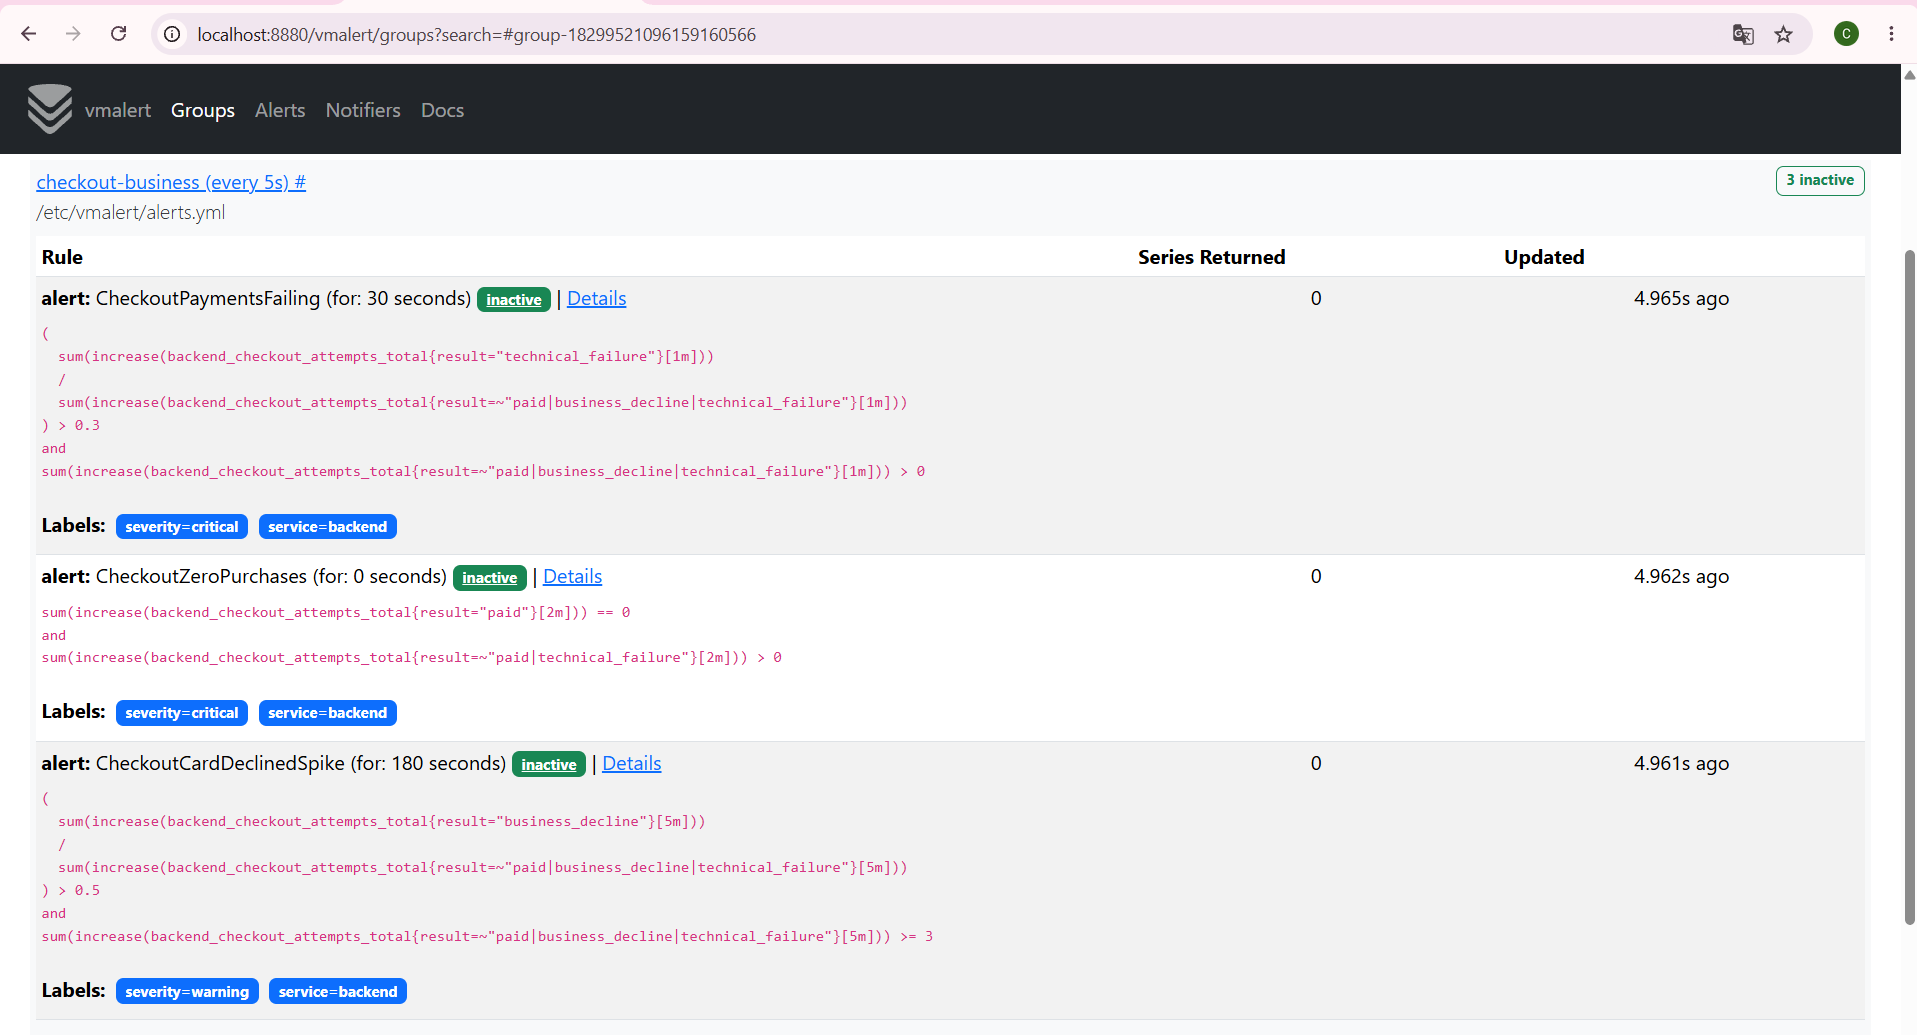 localhost:8880/vmalert/groups?search=#group-18299521096159160566
C
vmalert Groups Alerts Notifiers Docs
checkout-business (every 5s) # 3 inactive
/etc/vmalert/alerts.yml
Rule Series Returned Updated
alert: CheckoutPaymentsFailing (for: 30 seconds) inactive | Details 0 4.965s ago
(
  sum(increase(backend_checkout_attempts_total{result="technical_failure"}[1m]))
  /
  sum(increase(backend_checkout_attempts_total{result=~"paid|business_decline|technical_failure"}[1m]))
) > 0.3
and
sum(increase(backend_checkout_attempts_total{result=~"paid|business_decline|technical_failure"}[1m])) > 0
Labels: severity=critical service=backend
alert: CheckoutZeroPurchases (for: 0 seconds) inactive | Details 0 4.962s ago
sum(increase(backend_checkout_attempts_total{result="paid"}[2m])) == 0
and
sum(increase(backend_checkout_attempts_total{result=~"paid|technical_failure"}[2m])) > 0
Labels: severity=critical service=backend
alert: CheckoutCardDeclinedSpike (for: 180 seconds) inactive | Details 0 4.961s ago
(
  sum(increase(backend_checkout_attempts_total{result="business_decline"}[5m]))
  /
  sum(increase(backend_checkout_attempts_total{result=~"paid|business_decline|technical_failure"}[5m]))
) > 0.5
and
sum(increase(backend_checkout_attempts_total{result=~"paid|business_decline|technical_failure"}[5m])) >= 3
Labels: severity=warning service=backend